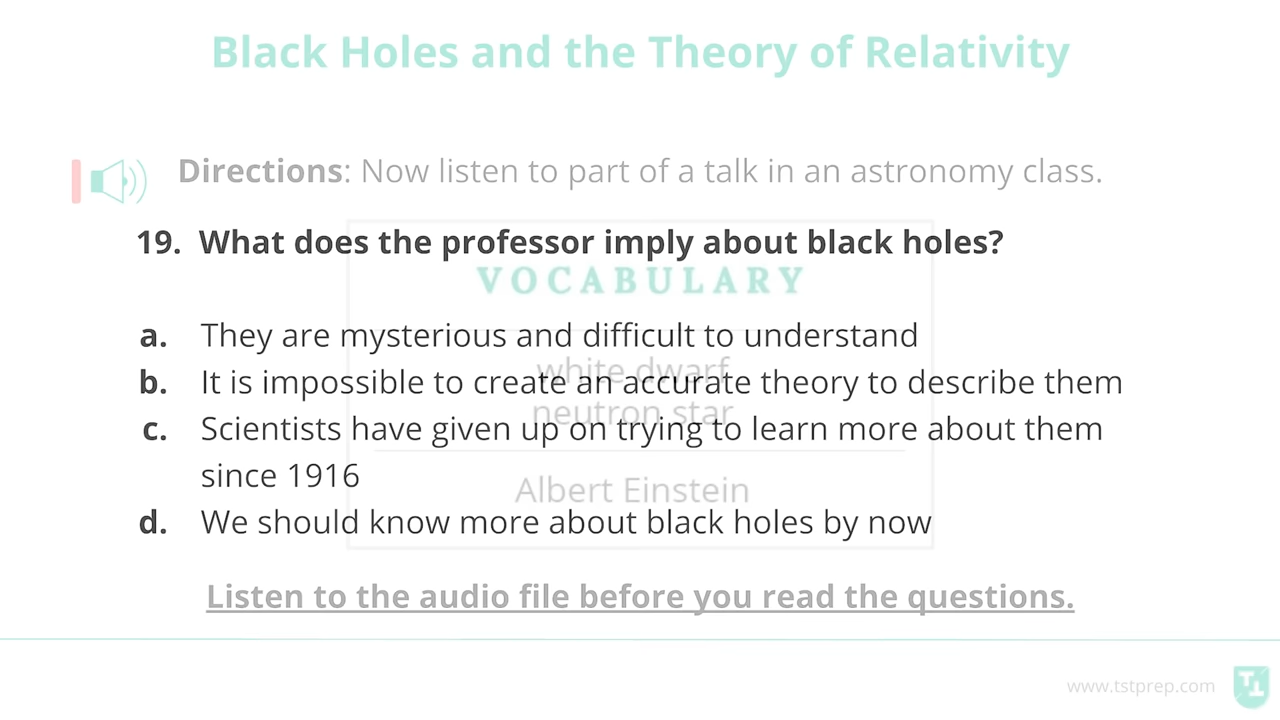 Black Holes and the Theory of Relativity
Directions: Now listen to part of a talk in an astronomy class.
19. What does the professor imply about black holes?
VOCABULARY
a. They are mysterious and difficult to understand
white dwarf
b. It is impossible to create an accurate theory to describe them
neutron star
c. Scientists have given up on trying to learn more about them
since 1916
Albert Einstein
d. We should know more about black holes by now
Listen to the audio file before you read the questions.
www.tstprep.com